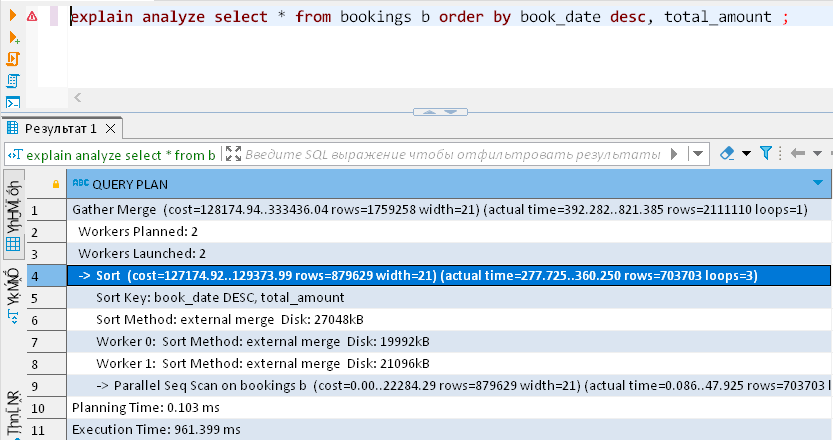 explain analyze select * from bookings b order by book_date desc, total_amount ;
Результат 1
explain analyze select * from b
Введите SQL выражение чтобы отфильтровать результаты
ABC QUERY PLAN
1 Gather Merge (cost=128174.94..333436.04 rows=1759258 width=21) (actual time=392.282..821.385 rows=2111110 loops=1)
2 Workers Planned: 2
3 Workers Launched: 2
4 -> Sort (cost=127174.92..129373.99 rows=879629 width=21) (actual time=277.725..360.250 rows=703703 loops=3)
5 Sort Key: book_date DESC, total_amount
6 Sort Method: external merge Disk: 27048kB
7 Worker 0: Sort Method: external merge Disk: 19992kB
8 Worker 1: Sort Method: external merge Disk: 21096kB
9 -> Parallel Seq Scan on bookings b (cost=0.00..22284.29 rows=879629 width=21) (actual time=0.086..47.925 rows=703703 l
10 Planning Time: 0.103 ms
11 Execution Time: 961.399 ms